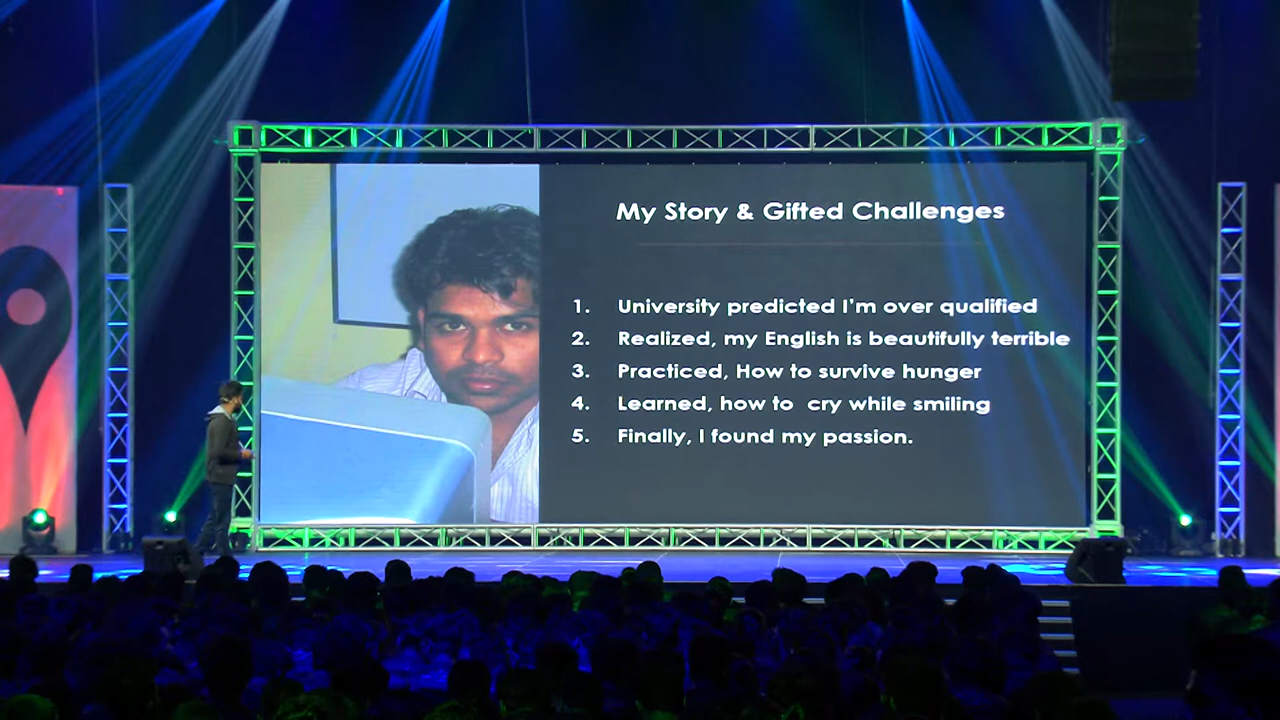 My Story & Gifted Challenges
1. University predicted I'm over qualified
2. Realized, my English is beautifully terrible
3. Practiced, How to survive hunger
4. Learned, how to cry while smiling
5. Finally, I found my passion.